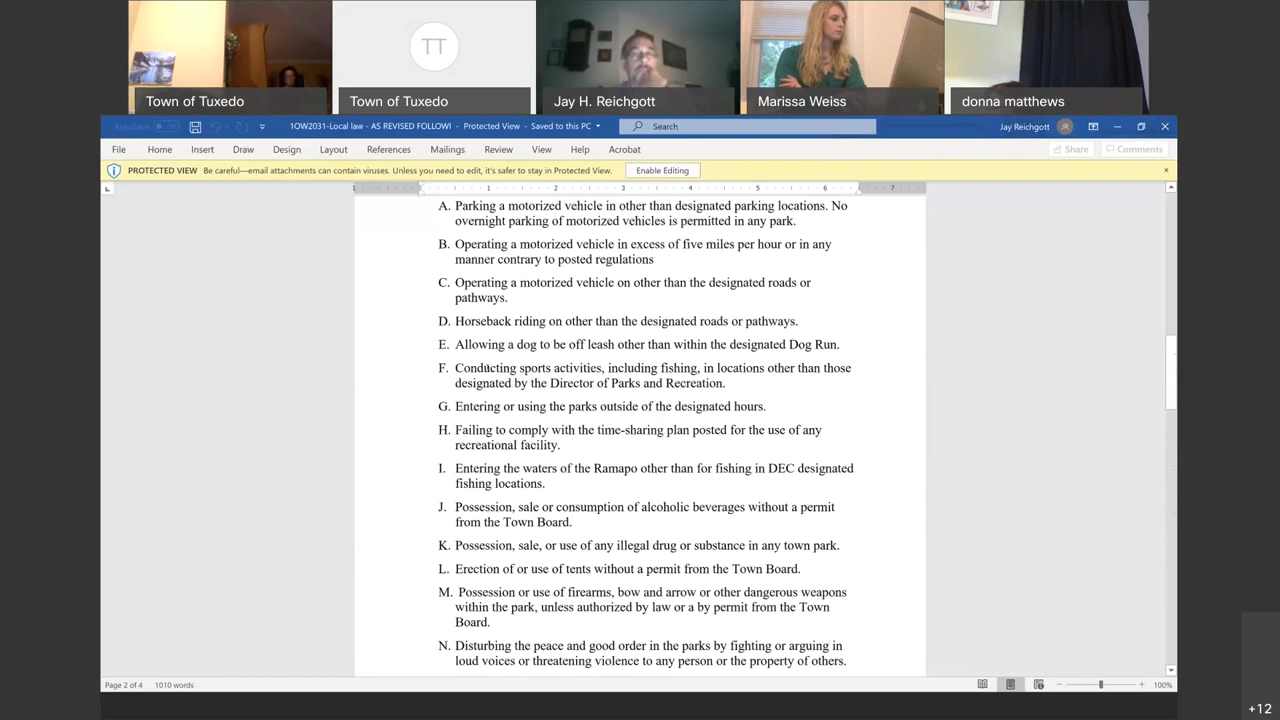 TT
Town of Tuxedo
Town of Tuxedo
Jay H. Reichgott
Marissa Weiss
donna matthews
AutoSave
1OW2031-Local law - AS REVISED FOLLOWI - Protected View - Saved to this PC
Search
Jay Reichgott
JR
File Home Insert Draw Design Layout References Mailings Review View Help Acrobat
Share
Comments
PROTECTED VIEW Be careful—email attachments can contain viruses. Unless you need to edit, it's safer to stay in Protected View.
Enable Editing
1 1 2 3 4 5 6 7
A. Parking a motorized vehicle in other than designated parking locations. No
overnight parking of motorized vehicles is permitted in any park.
B. Operating a motorized vehicle in excess of five miles per hour or in any
manner contrary to posted regulations
C. Operating a motorized vehicle on other than the designated roads or
pathways.
D. Horseback riding on other than the designated roads or pathways.
E. Allowing a dog to be off leash other than within the designated Dog Run.
F. Conducting sports activities, including fishing, in locations other than those
designated by the Director of Parks and Recreation.
G. Entering or using the parks outside of the designated hours.
H. Failing to comply with the time-sharing plan posted for the use of any
recreational facility.
I. Entering the waters of the Ramapo other than for fishing in DEC designated
fishing locations.
J. Possession, sale or consumption of alcoholic beverages without a permit
from the Town Board.
K. Possession, sale, or use of any illegal drug or substance in any town park.
L. Erection of or use of tents without a permit from the Town Board.
M. Possession or use of firearms, bow and arrow or other dangerous weapons
within the park, unless authorized by law or a by permit from the Town
Board.
N. Disturbing the peace and good order in the parks by fighting or arguing in
loud voices or threatening violence to any person or the property of others.
Page 2 of 4 1010 words
100%
+12